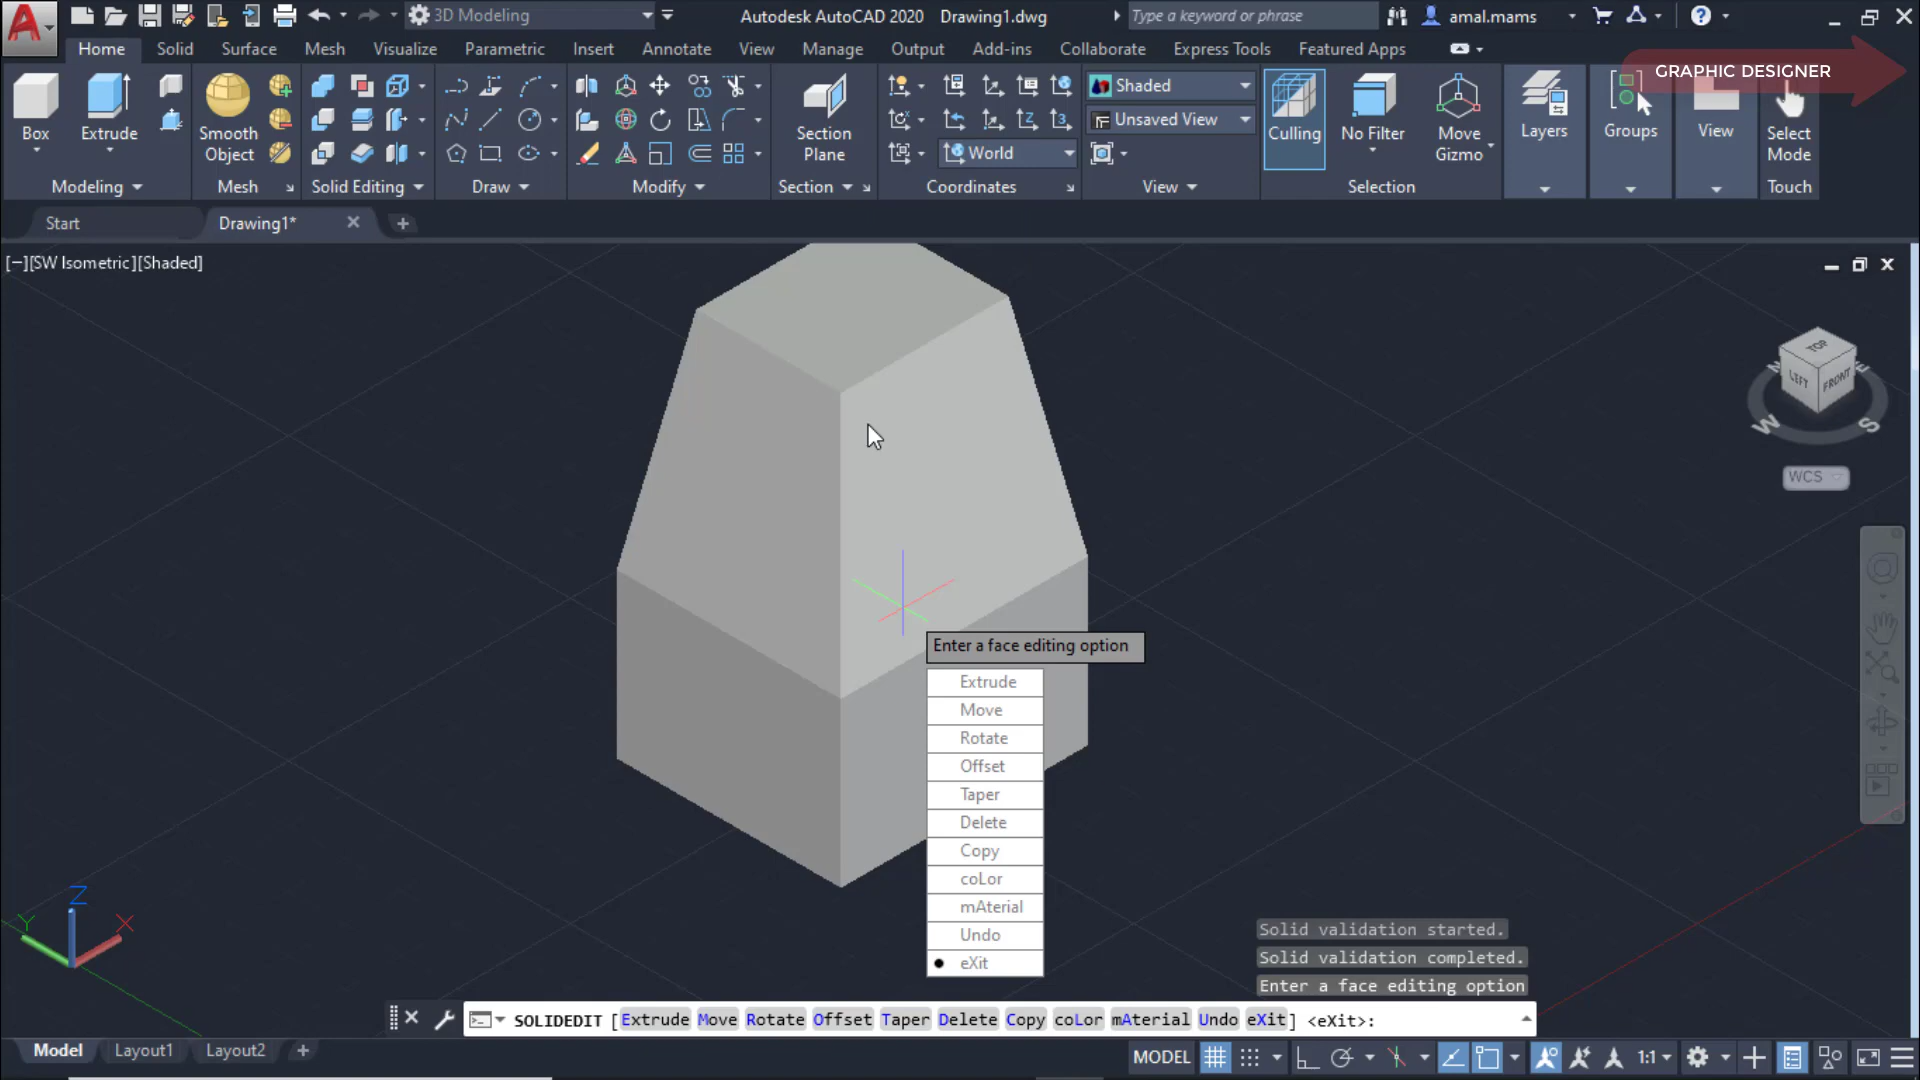 3D Modeling
Autodesk AutoCAD 2020 Drawing1.dwg
Type a keyword or phrase
amal.mams
Home Solid Surface Mesh Visualize Parametric Insert Annotate View Manage Output Add-ins Collaborate Express Tools Featured Apps
GRAPHIC DESIGNER
Box
Extrude
Smooth
Object
Section
Plane
Shaded
Unsaved View
World
Culling
No Filter
Move
Gizmo
Layers
Groups
View
Select
Mode
Modeling
Mesh
Solid Editing
Draw
Modify
Section
Coordinates
View
Selection
Touch
Start
Drawing1*
[−][SW Isometric][Shaded]
TOP
LEFT
FRONT
W
S
WCS
Enter a face editing option
Extrude
Move
Rotate
Offset
Taper
Delete
Copy
coLor
mAterial
Undo
eXit
Z
Y
X
Solid validation started.
Solid validation completed.
Enter a face editing option
SOLIDEDIT [Extrude Move Rotate Offset Taper Delete Copy coLor mAterial Undo eXit] <eXit>:
Model Layout1 Layout2
MODEL
1:1